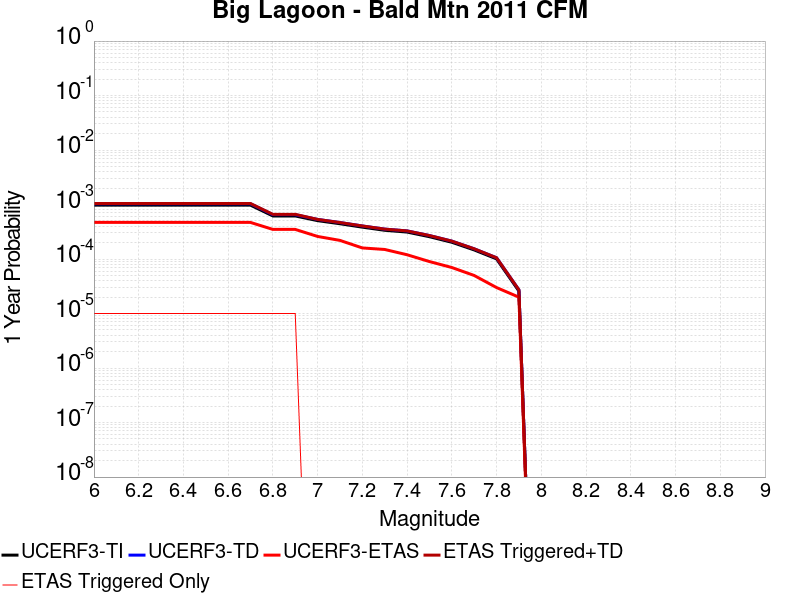 Big Lagoon - Bald Mtn 2011 CFM
1 Year Probability
10^0
10^-1
10^-2
10^-3
10^-4
10^-5
10^-6
10^-7
10^-8
6 6.2 6.4 6.6 6.8 7 7.2 7.4 7.6 7.8 8 8.2 8.4 8.6 8.8 9
Magnitude
UCERF3-TI UCERF3-TD UCERF3-ETAS ETAS Triggered+TD
ETAS Triggered Only